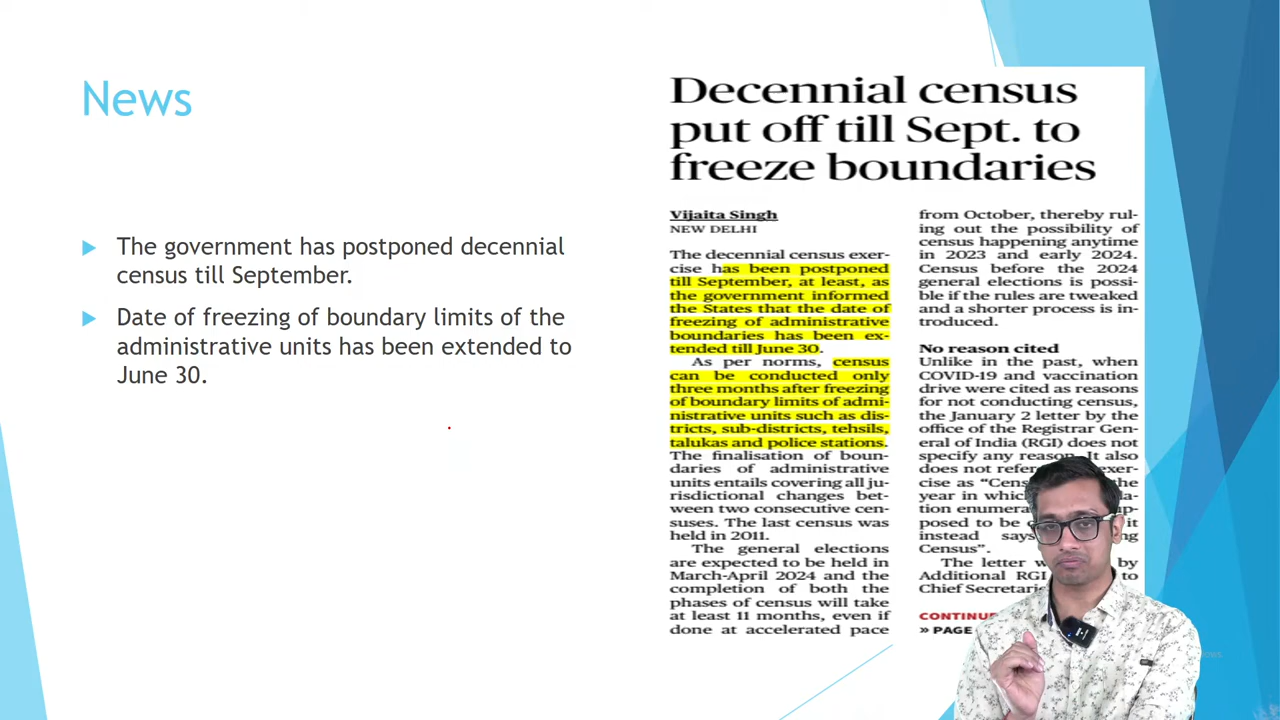 News
The government has postponed decennial
census till September.
Date of freezing of boundary limits of the
administrative units has been extended to
June 30.
Decennial census
put off till Sept. to
freeze boundaries
Vijaita Singh
NEW DELHI
The decennial census exer-
cise has been postponed
till September, at least, as
the government informed
the States that the date of
freezing of administrative
boundaries has been ex-
tended till June 30.
As per norms, census
can be conducted only
three months after freezing
of boundary limits of admi-
nistrative units such as dis-
tricts, sub-districts, tehsils,
talukas and police stations.
The finalisation of boun-
daries of administrative
units entails covering all ju-
risdictional changes bet-
ween two consecutive cen-
suses. The last census was
held in 2011.
The general elections
are expected to be held in
March-April 2024 and the
completion of both the
phases of census will take
at least 11 months, even if
done at accelerated pace
from October, thereby rul-
ing out the possibility of
census happening anytime
in 2023 and early 2024.
Census before the 2024
general elections is possi-
ble if the rules are tweaked
and a shorter process is in-
troduced.
No reason cited
Unlike in the past, when
COVID-19 and vaccination
drive were cited as reasons
for not conducting census,
the January 2 letter by the
office of the Registrar Gen-
eral of India (RGI) does not
specify any reason. It also
does not refer exer-
cise as "Cens the
year in which la-
tion enumera up-
posed to be it
instead says ng
Census".
The letter w by
Additional RGI to
Chief Secretari
CONTINU
» PAGE